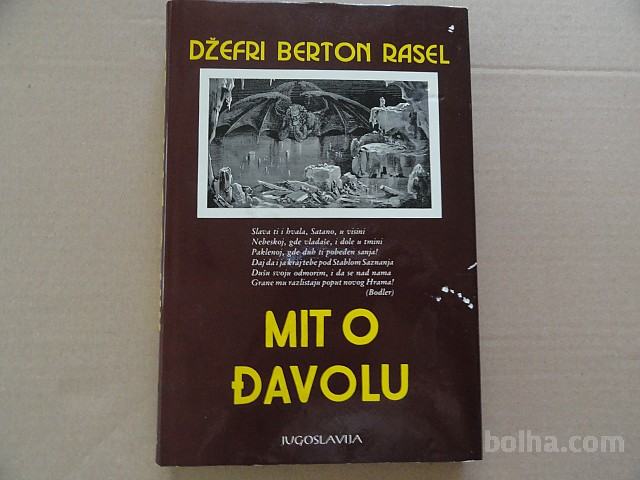 DŽEFRI BERTON RASEL
Slava ti i hvala, Satano, u visini
Nebeskoj, gde vladaše, i dole u tmini
Paklenoj, gde duh ti pobeđen sanja!
Daj da i ja kraj tebe pod Stablom Saznanja
Dušu svoju odmorim, i da se nad nama
Grane mu razlistaju poput novog Hrama!
(Bodler)
MIT O
ĐAVOLU
JUGOSLAVIJA
bolha.com